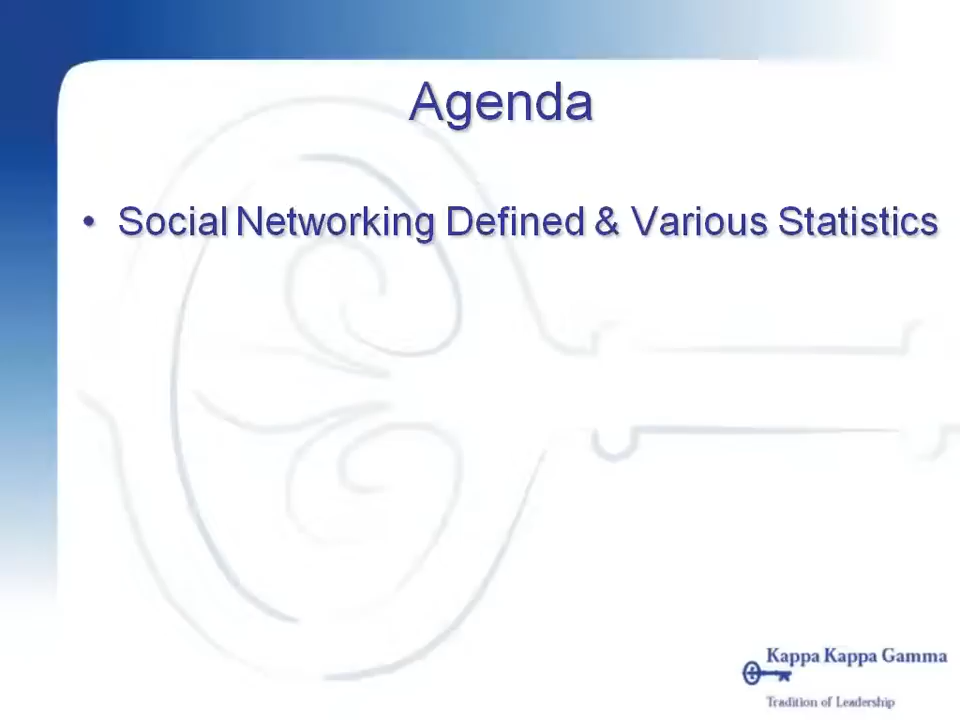 Agenda
• Social Networking Defined & Various Statistics
Kappa Kappa Gamma
Tradition of Leadership